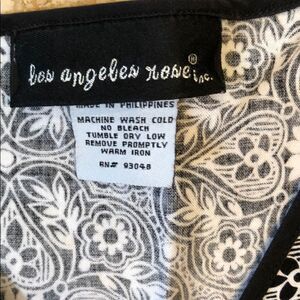 los angeles rose® inc.
MADE IN PHILIPPINES
MACHINE WASH COLD
NO BLEACH
TUMBLE DRY LOW
REMOVE PROMPTLY
WARM IRON
RN# 93048